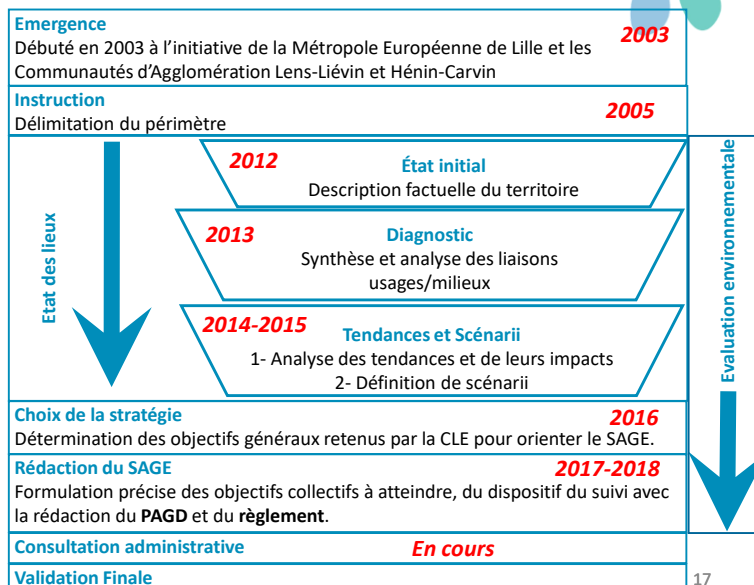 Emergence
2003
Débuté en 2003 à l'initiative de la Métropole Européenne de Lille et les
Communautés d'Agglomération Lens-Liévin et Hénin-Carvin
Instruction
2005
Délimitation du périmètre
Etat des lieux
2012
État initial
Description factuelle du territoire
2013
Diagnostic
Synthèse et analyse des liaisons
usages/milieux
2014-2015
Tendances et Scénarii
1- Analyse des tendances et de leurs impacts
2- Définition de scénarii
Evaluation environnementale
Choix de la stratégie
2016
Détermination des objectifs généraux retenus par la CLE pour orienter le SAGE.
Rédaction du SAGE
2017-2018
Formulation précise des objectifs collectifs à atteindre, du dispositif du suivi avec
la rédaction du PAGD et du règlement.
Consultation administrative
En cours
Validation Finale
17